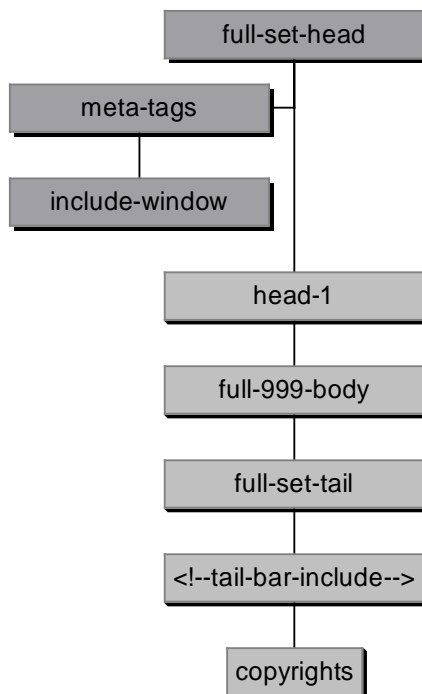 full-set-head
meta-tags
include-window
head-1
full-999-body
full-set-tail
<!--tail-bar-include-->
copyrights